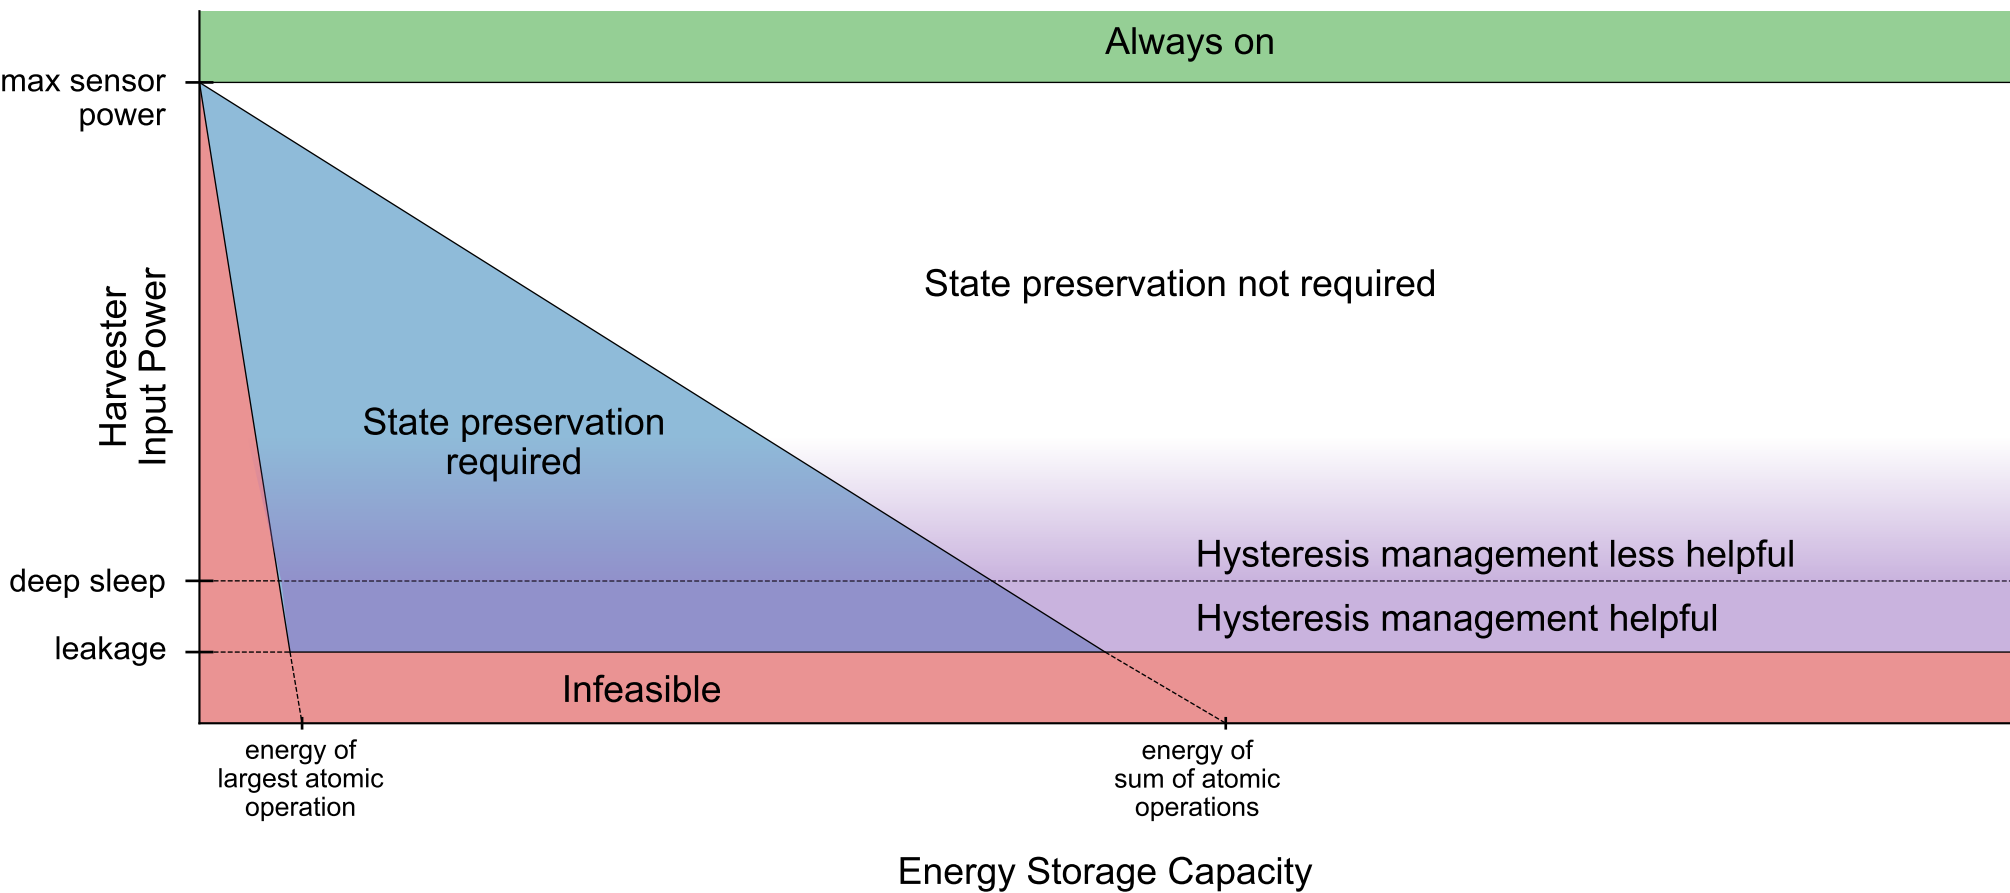 Always on
max sensor
power
State preservation not required
Harvester
Input Power
State preservation
required
Hysteresis management less helpful
deep sleep
Hysteresis management helpful
leakage
Infeasible
energy of
largest atomic
operation
energy of
sum of atomic
operations
Energy Storage Capacity